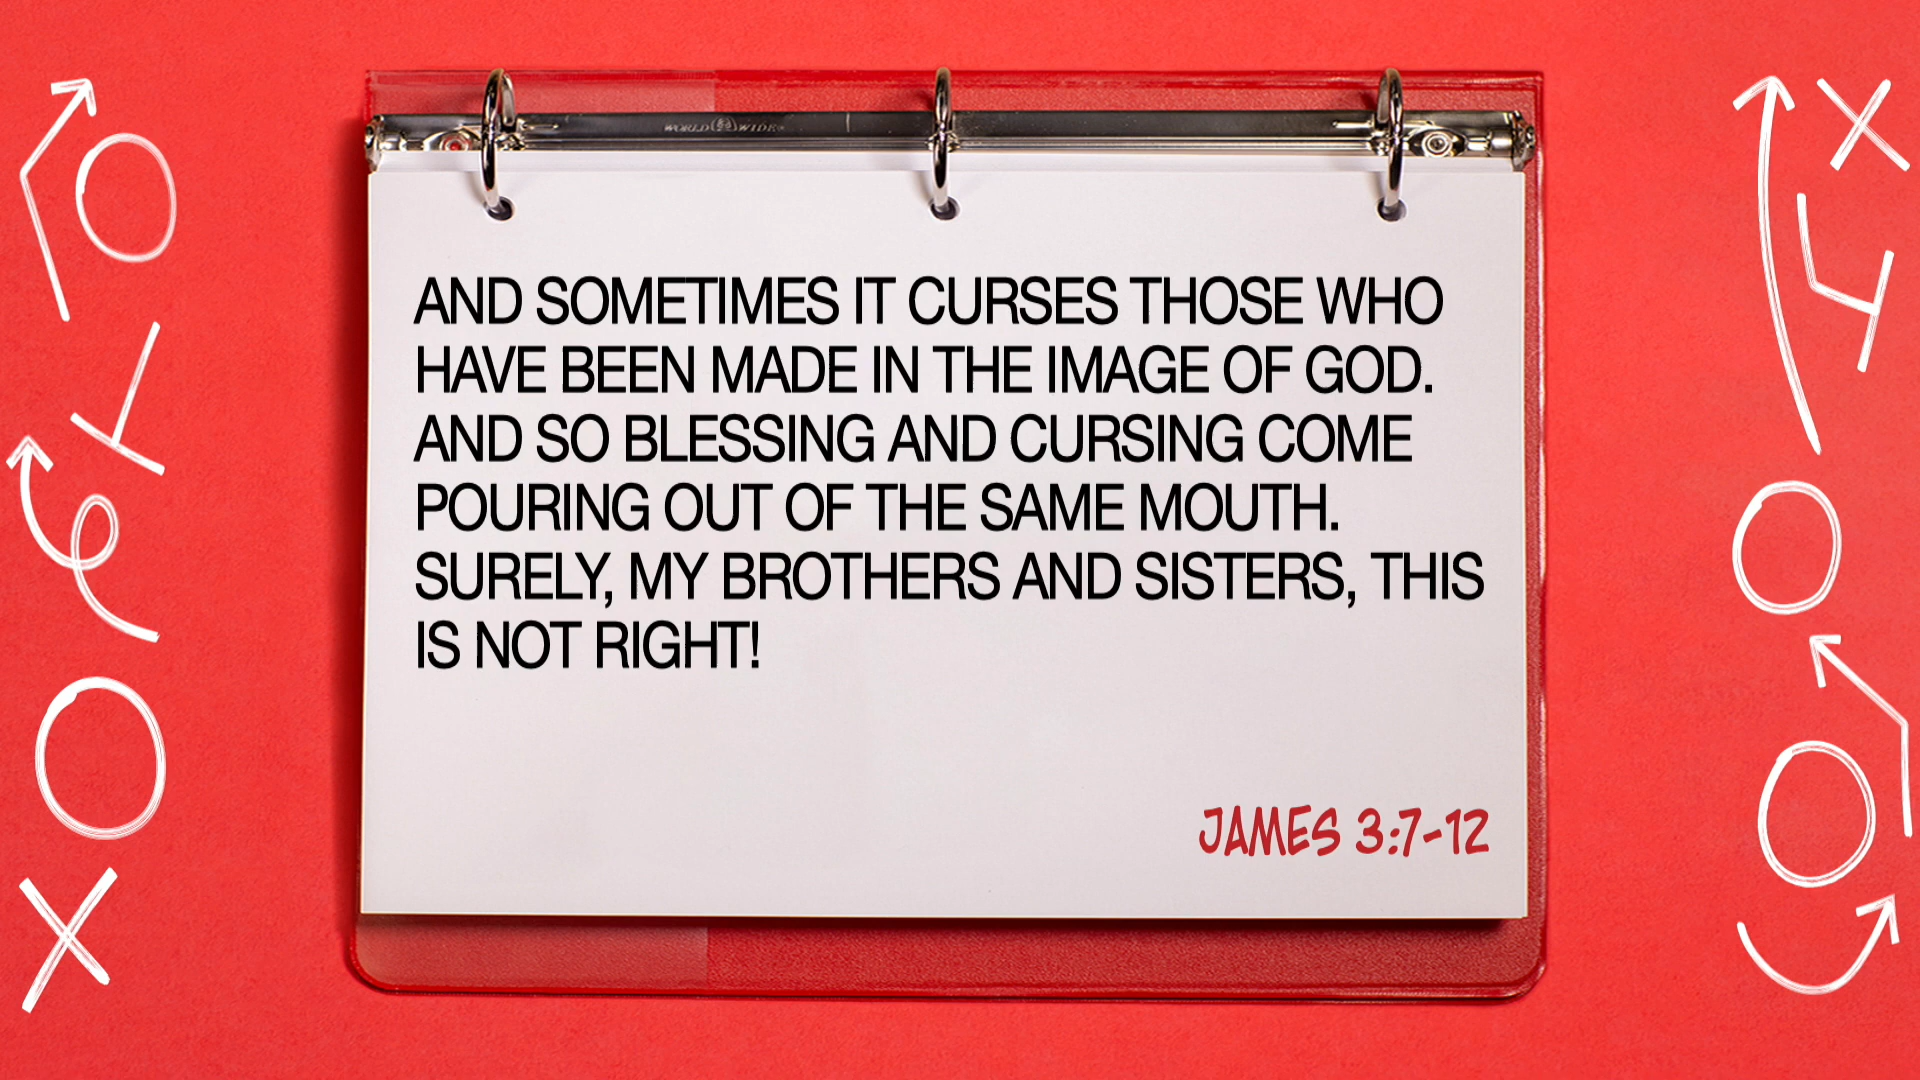 WORLD WIDE
AND SOMETIMES IT CURSES THOSE WHO
HAVE BEEN MADE IN THE IMAGE OF GOD.
AND SO BLESSING AND CURSING COME
POURING OUT OF THE SAME MOUTH.
SURELY, MY BROTHERS AND SISTERS, THIS
IS NOT RIGHT!
JAMES 3:7-12